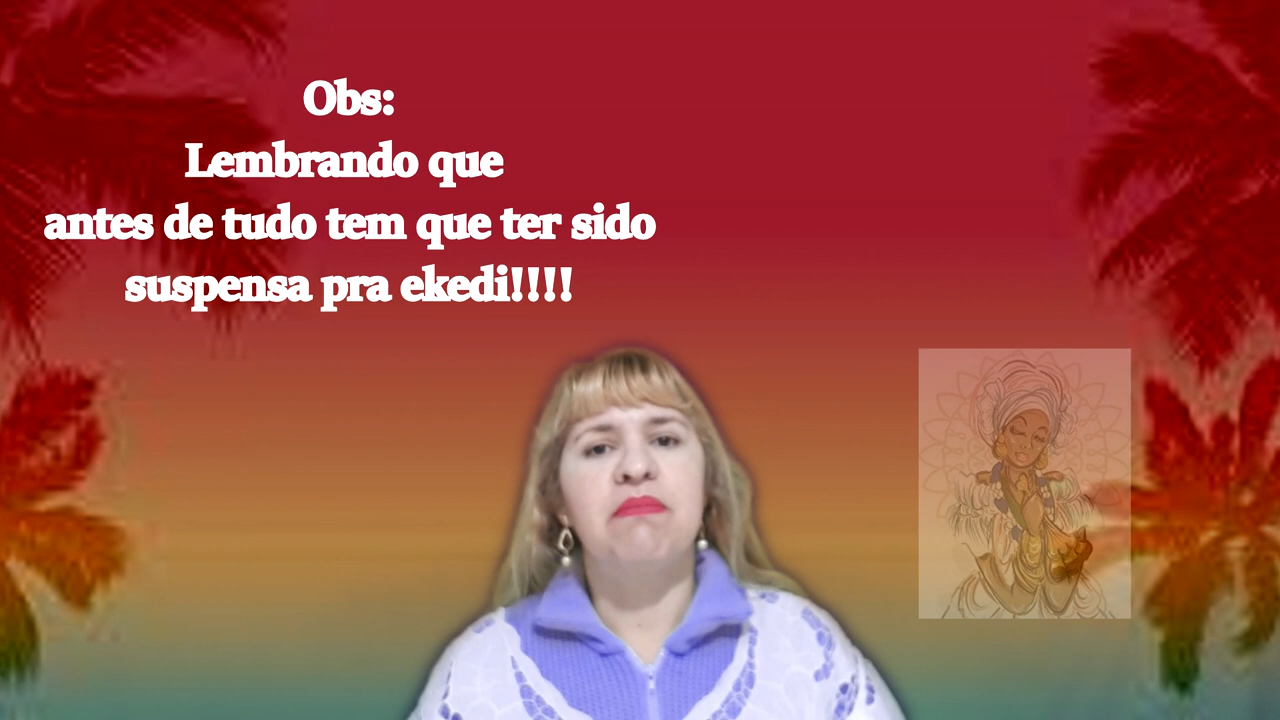 Obs:
Lembrando que
antes de tudo tem que ter sido
suspensa pra ekedi!!!!